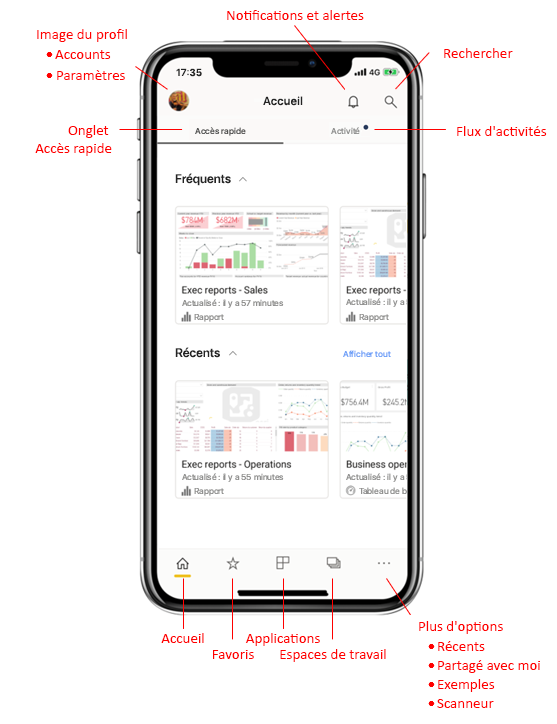 Notifications et alertes
Image du profil
• Accounts
• Paramètres
Rechercher
17:35
4G
Accueil
Onglet
Accès rapide
Accès rapide
Activité
Flux d'activités
Fréquents
$784M
$682M
Exec reports - Sales
Actualisé : il y a 57 minutes
Rapport
Exec repor
Actualisé : il y a
Rapport
Récents
Afficher tout
Exec reports - Operations
Actualisé : il y a 55 minutes
Rapport
$756.4M
$245.2
Business oper
Actualisé : il y a 5
Tableau de b
Accueil
Favoris
Applications
Espaces de travail
Plus d'options
• Récents
• Partagé avec moi
• Exemples
• Scanneur